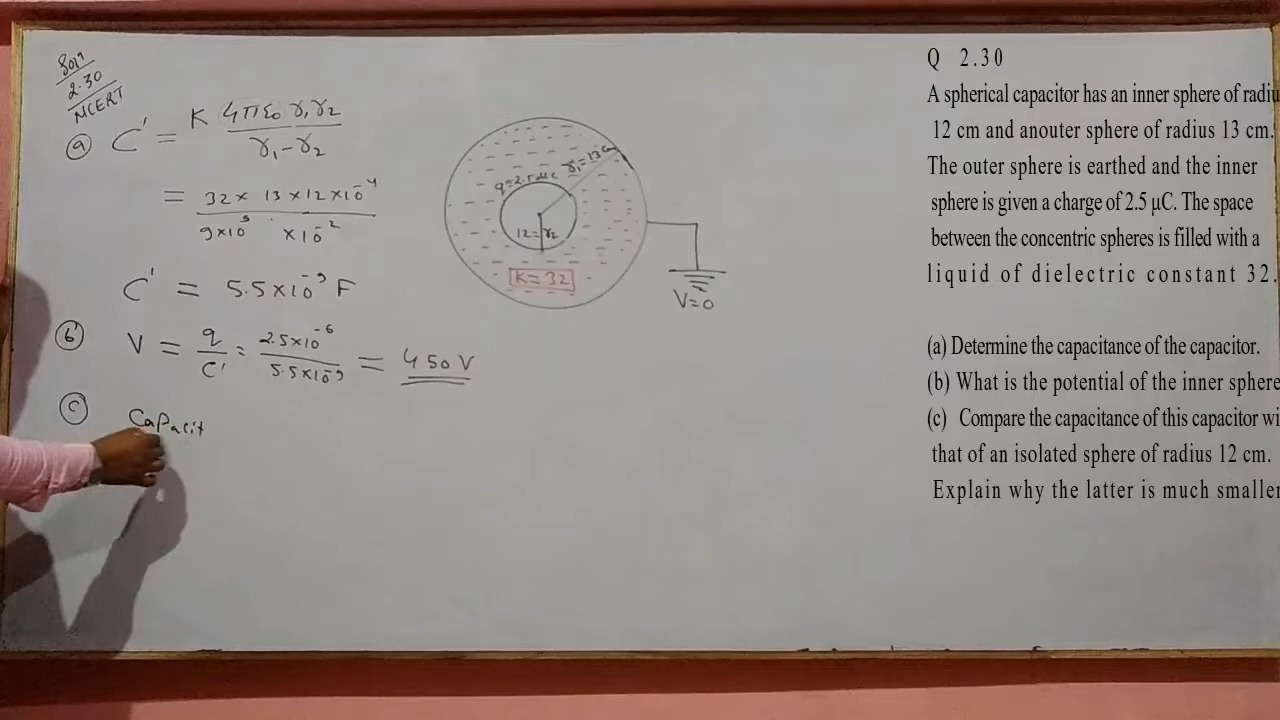 Soln
2.30
NCERT
(a) C' = K 4πε₀ r₁r₂ / r₁-r₂
= 32 × 13 × 12 × 10⁻⁴ / 9×10⁹ × 10⁻²
C' = 5.5×10⁻⁹ F
(b) V = q / C' = 2.5×10⁻⁶ / 5.5×10⁻⁹ = 450 V
(c) Capacit
q=2.5μC
r₁=13 cm
12=r₂
K=32
V=0
Q 2.30
A spherical capacitor has an inner sphere of radiu
12 cm and anouter sphere of radius 13 cm.
The outer sphere is earthed and the inner
sphere is given a charge of 2.5 μC. The space
between the concentric spheres is filled with a
liquid of dielectric constant 32.
(a) Determine the capacitance of the capacitor.
(b) What is the potential of the inner sphere
(c) Compare the capacitance of this capacitor wi
that of an isolated sphere of radius 12 cm.
Explain why the latter is much smaller